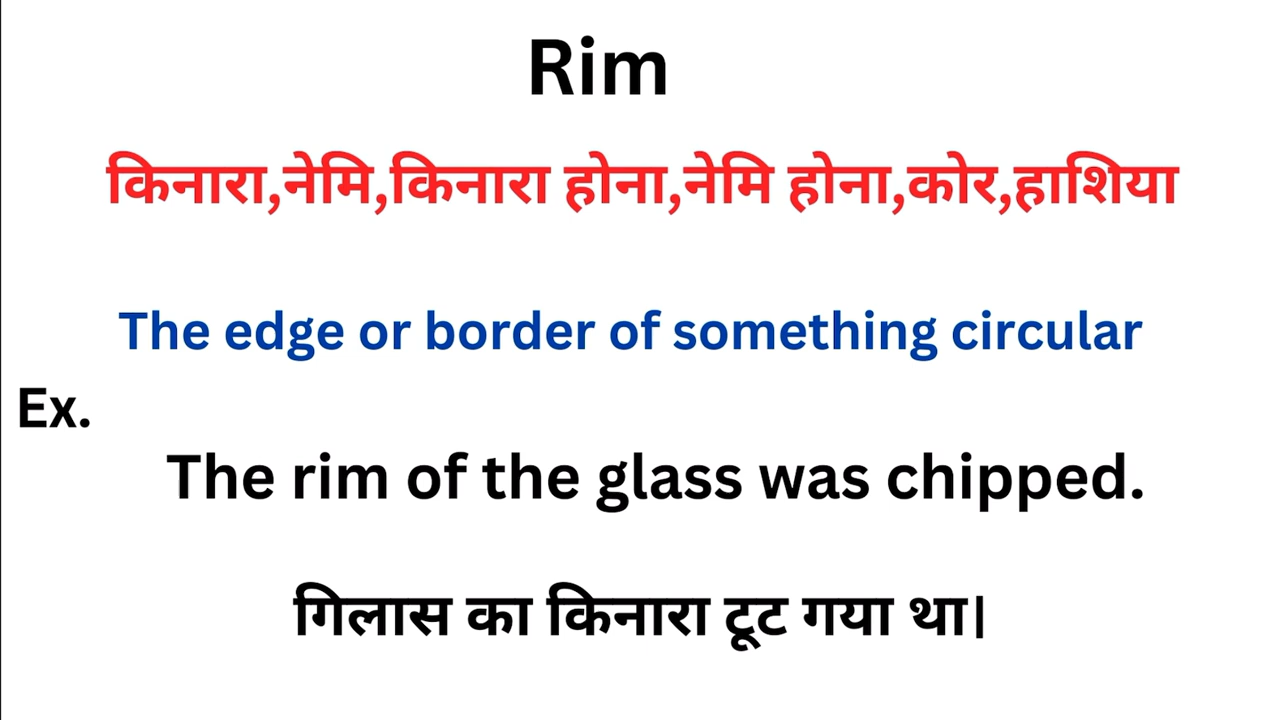 Rim
किनारा,नेमि,किनारा होना,नेमि होना,कोर,हाशिया
The edge or border of something circular
Ex.
The rim of the glass was chipped.
गिलास का किनारा टूट गया था।